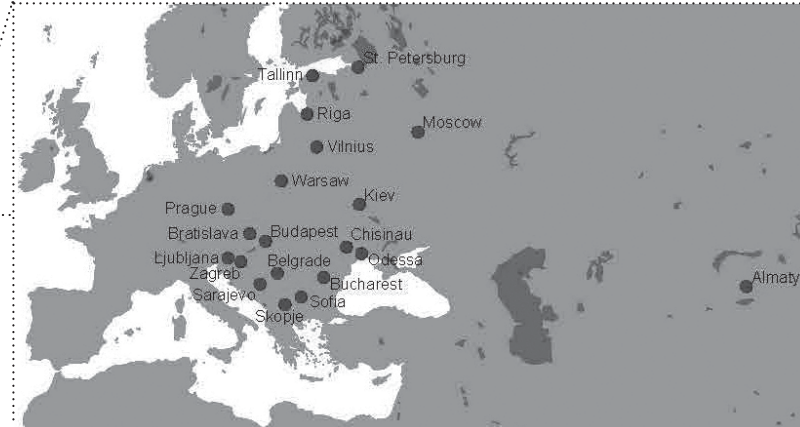 St. Petersburg
Tallinn
Riga
Moscow
Vilnius
Warsaw
Kiev
Prague
Bratislava
Budapest
Chisinau
Ljubljana
Belgrade
Odessa
Zagreb
Bucharest
Almaty
Sarajevo
Sofia
Skopje